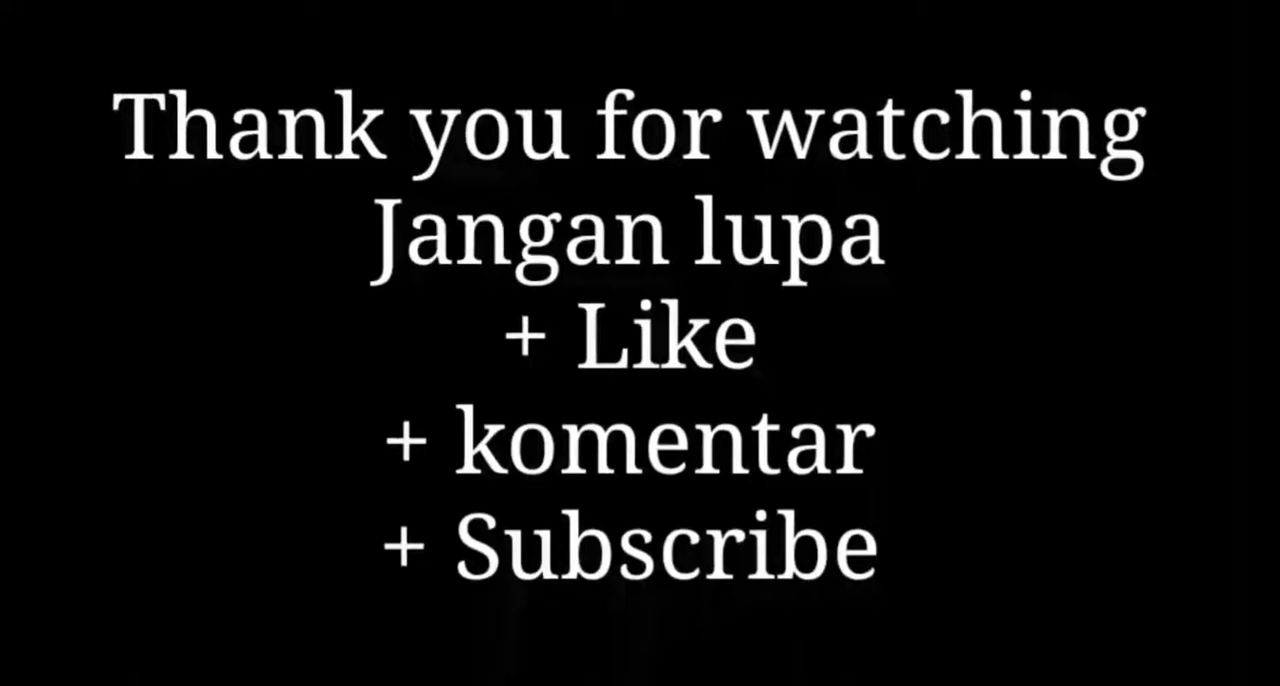 Thank you for watching
Jangan lupa
+ Like
+ komentar
+ Subscribe